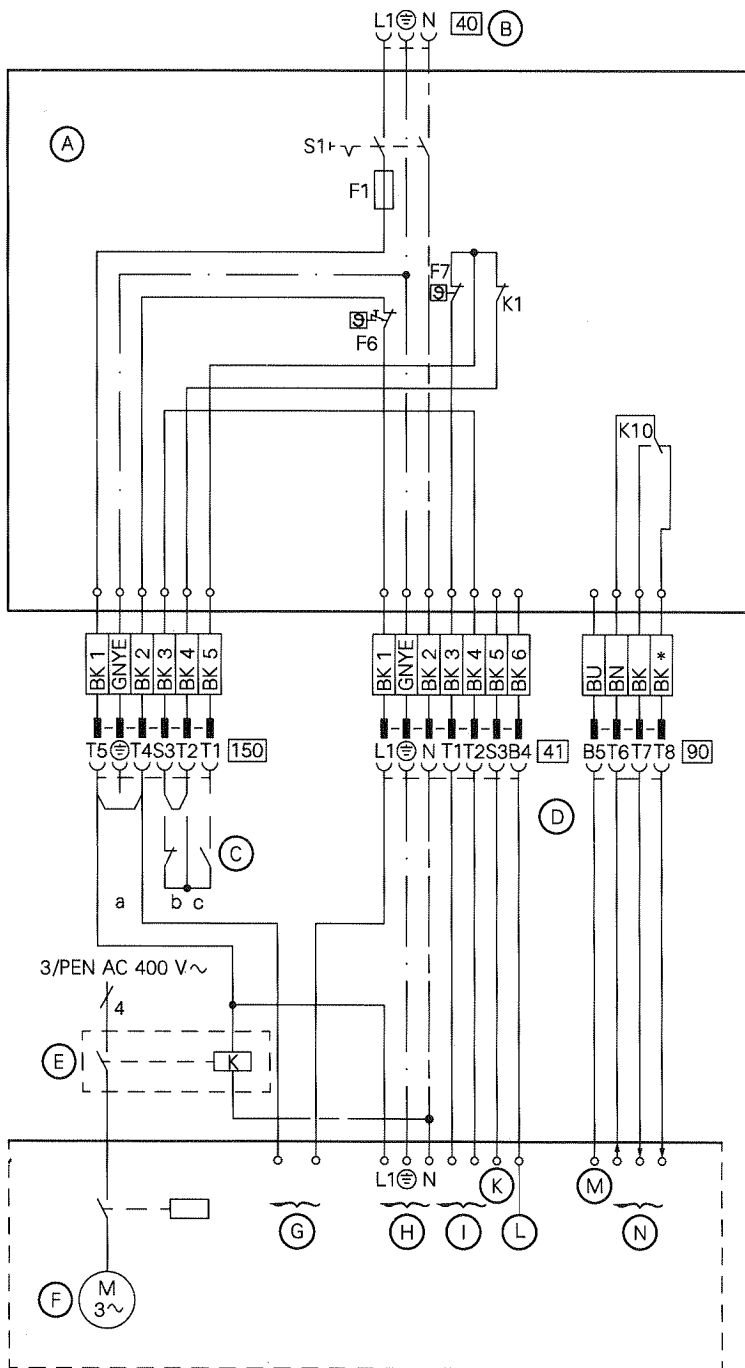 L1 N 40 B
A
S1
F1
F7
K1
F6
K10
BK 1 GNYE BK 2 BK 3 BK 4 BK 5
BK 1 GNYE BK 2 BK 3 BK 4 BK 5 BK 6
BU BN BK BK *
T5 T4 S3 T2 T1 150
L1 N T1 T2 S3 B4 41
B5 T6 T7 T8 90
D
C
a b c
3/PEN AC 400 V~
4
E K
L1 N K M
G H I L N
F M
3~